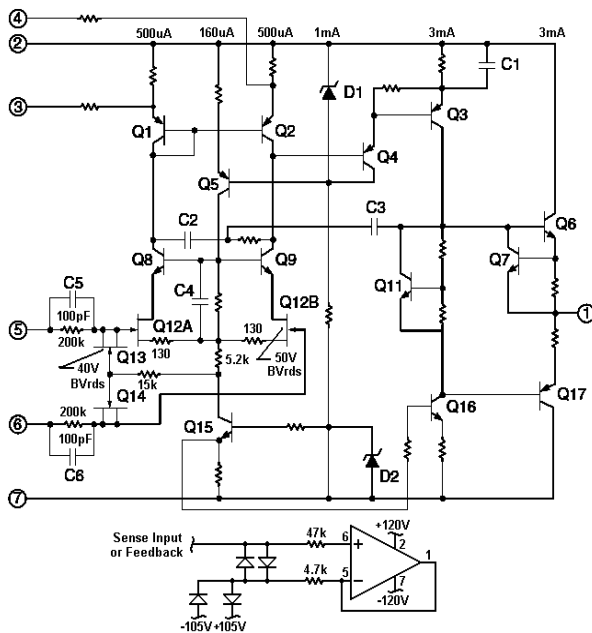 4
500uA 160uA 500uA 1mA 3mA 3mA
2
C1
D1
3
Q1 Q2 Q3
Q4
Q5
C2 C3
Q6
Q8 Q9 Q7
C5 C4 Q11
100pF Q12A Q12B
5
1
200k 130 130
Q13 5.2k 50V
40V BVrds
BVrds
Q14 15k
Q17
200k Q15 Q16
6
100pF
D2
C6
7
+120V
Sense Input 47k 6 2
or Feedback + 1
4.7k 5 −
7
-120V
-105V +105V